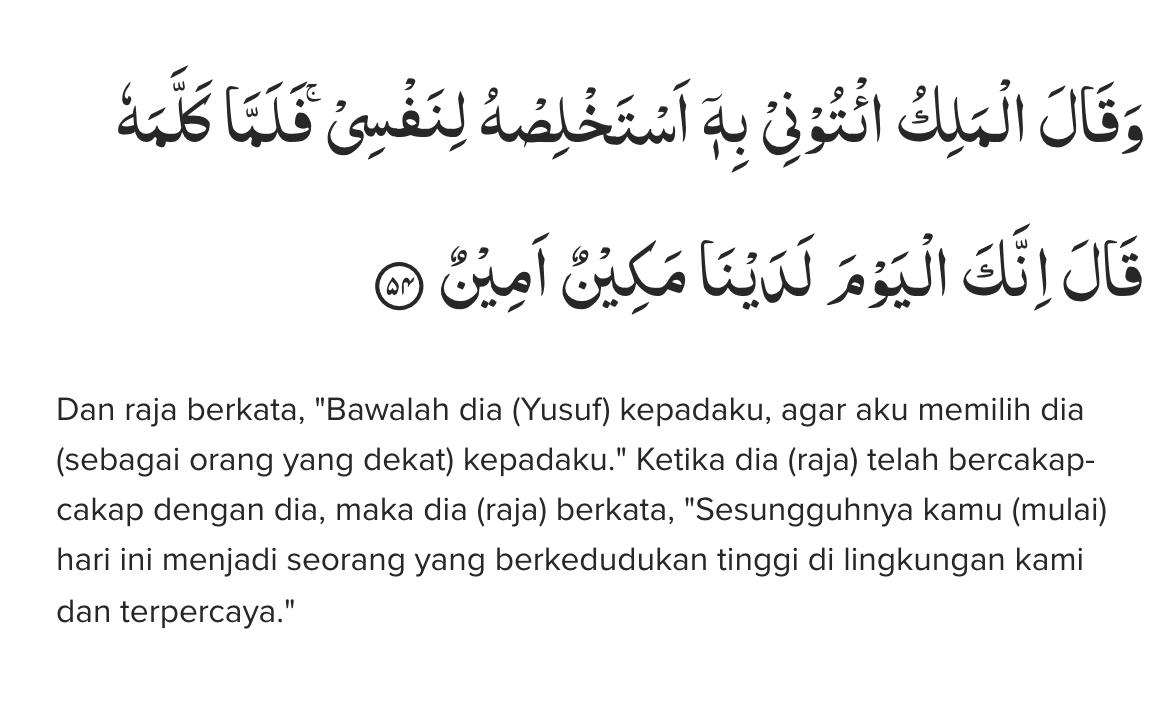 وَقَالَ الْمَلِكُ ائْتُوْنِيْ بِهٖٓ اَسْتَخْلِصْهُ لِنَفْسِيْ ۚفَلَمَّا كَلَّمَهٗ
قَالَ اِنَّكَ الْيَوْمَ لَدَيْنَا مَكِيْنٌ اَمِيْنٌ ۝٥٤
Dan raja berkata, "Bawalah dia (Yusuf) kepadaku, agar aku memilih dia
(sebagai orang yang dekat) kepadaku." Ketika dia (raja) telah bercakap-
cakap dengan dia, maka dia (raja) berkata, "Sesungguhnya kamu (mulai)
hari ini menjadi seorang yang berkedudukan tinggi di lingkungan kami
dan terpercaya."